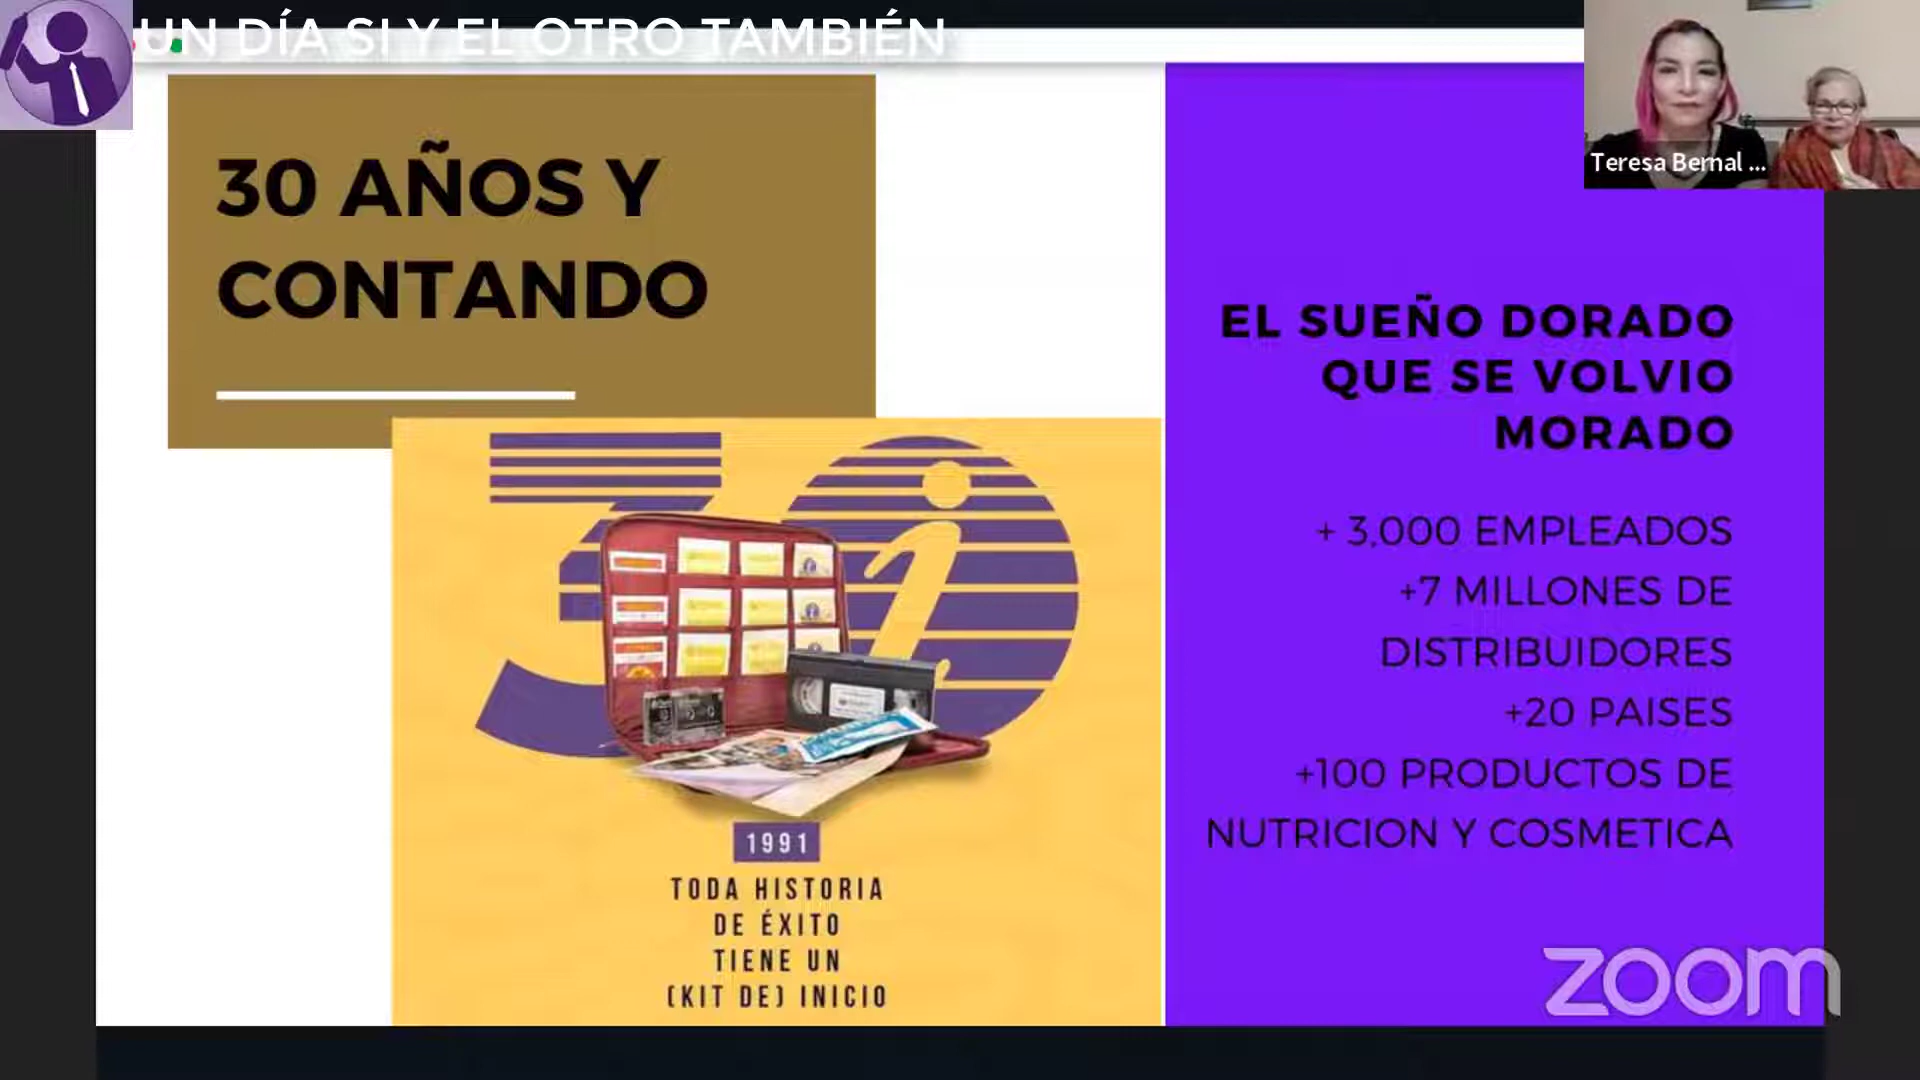 UN DÍA SI Y EL OTRO TAMBIÉN
30 AÑOS Y
CONTANDO
EL SUEÑO DORADO
QUE SE VOLVIO
MORADO
+ 3,000 EMPLEADOS
+7 MILLONES DE
DISTRIBUIDORES
+20 PAISES
+100 PRODUCTOS DE
NUTRICION Y COSMETICA
30
1991
TODA HISTORIA
DE ÉXITO
TIENE UN
(KIT DE) INICIO
Teresa Bernal ...
zoom